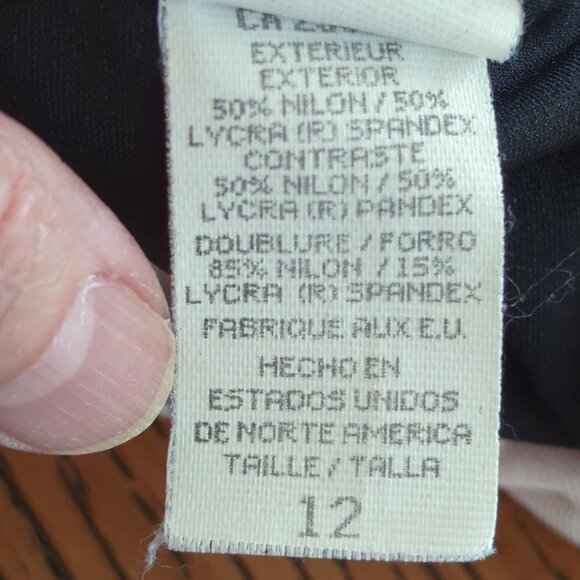 EXTERIEUR
EXTERIOR
50% NILON / 50%
LYCRA (R) SPANDEX
CONTRASTE
50% NILON / 50%
LYCRA (R) PANDEX
DOUBLURE / FORRO
85% NILON / 15%
LYCRA (R) SPANDEX
FABRIQUE AUX E.U.
HECHO EN
ESTADOS UNIDOS
DE NORTE AMERICA
TAILLE / TALLA
12